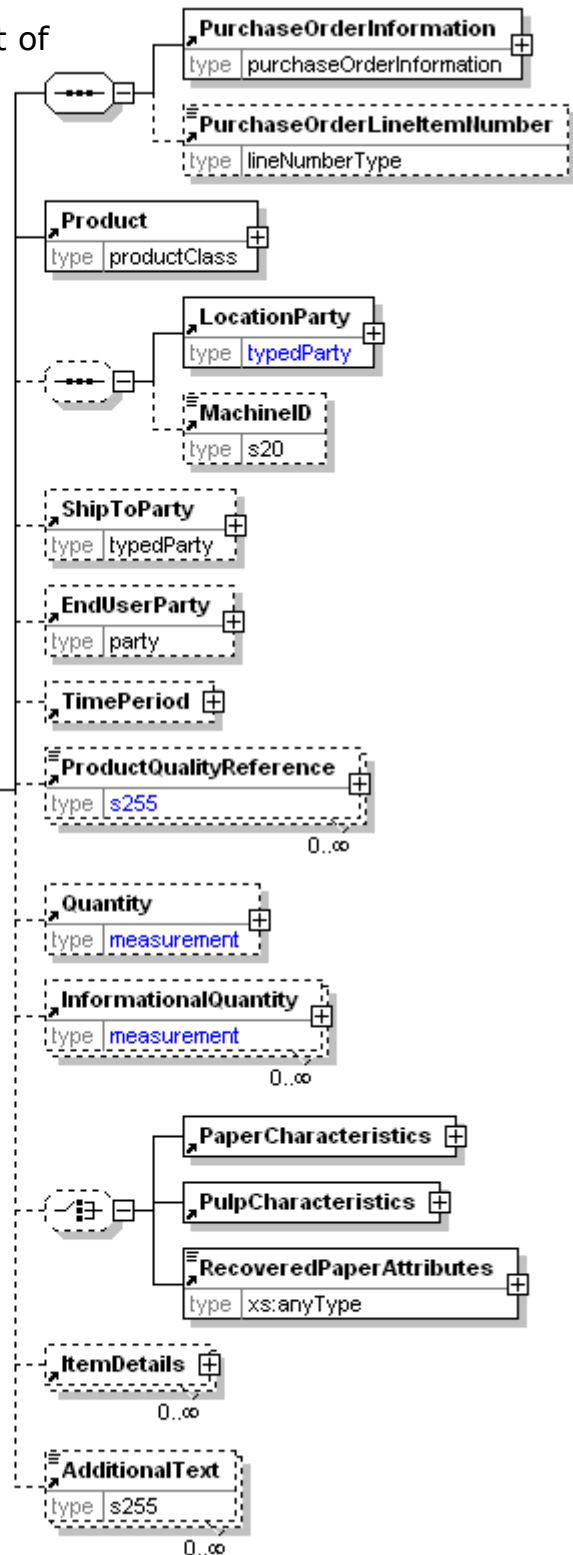 t of
PurchaseOrderInformation
type purchaseOrderInformation
PurchaseOrderLineItemNumber
type lineNumberType
Product
type productClass
LocationParty
type typedParty
MachineID
type s20
ShipToParty
type typedParty
EndUserParty
type party
TimePeriod
ProductQualityReference
type s255
0..∞
Quantity
type measurement
InformationalQuantity
type measurement
0..∞
PaperCharacteristics
PulpCharacteristics
RecoveredPaperAttributes
type xs:anyType
ItemDetails
0..∞
AdditionalText
type s255
0..∞